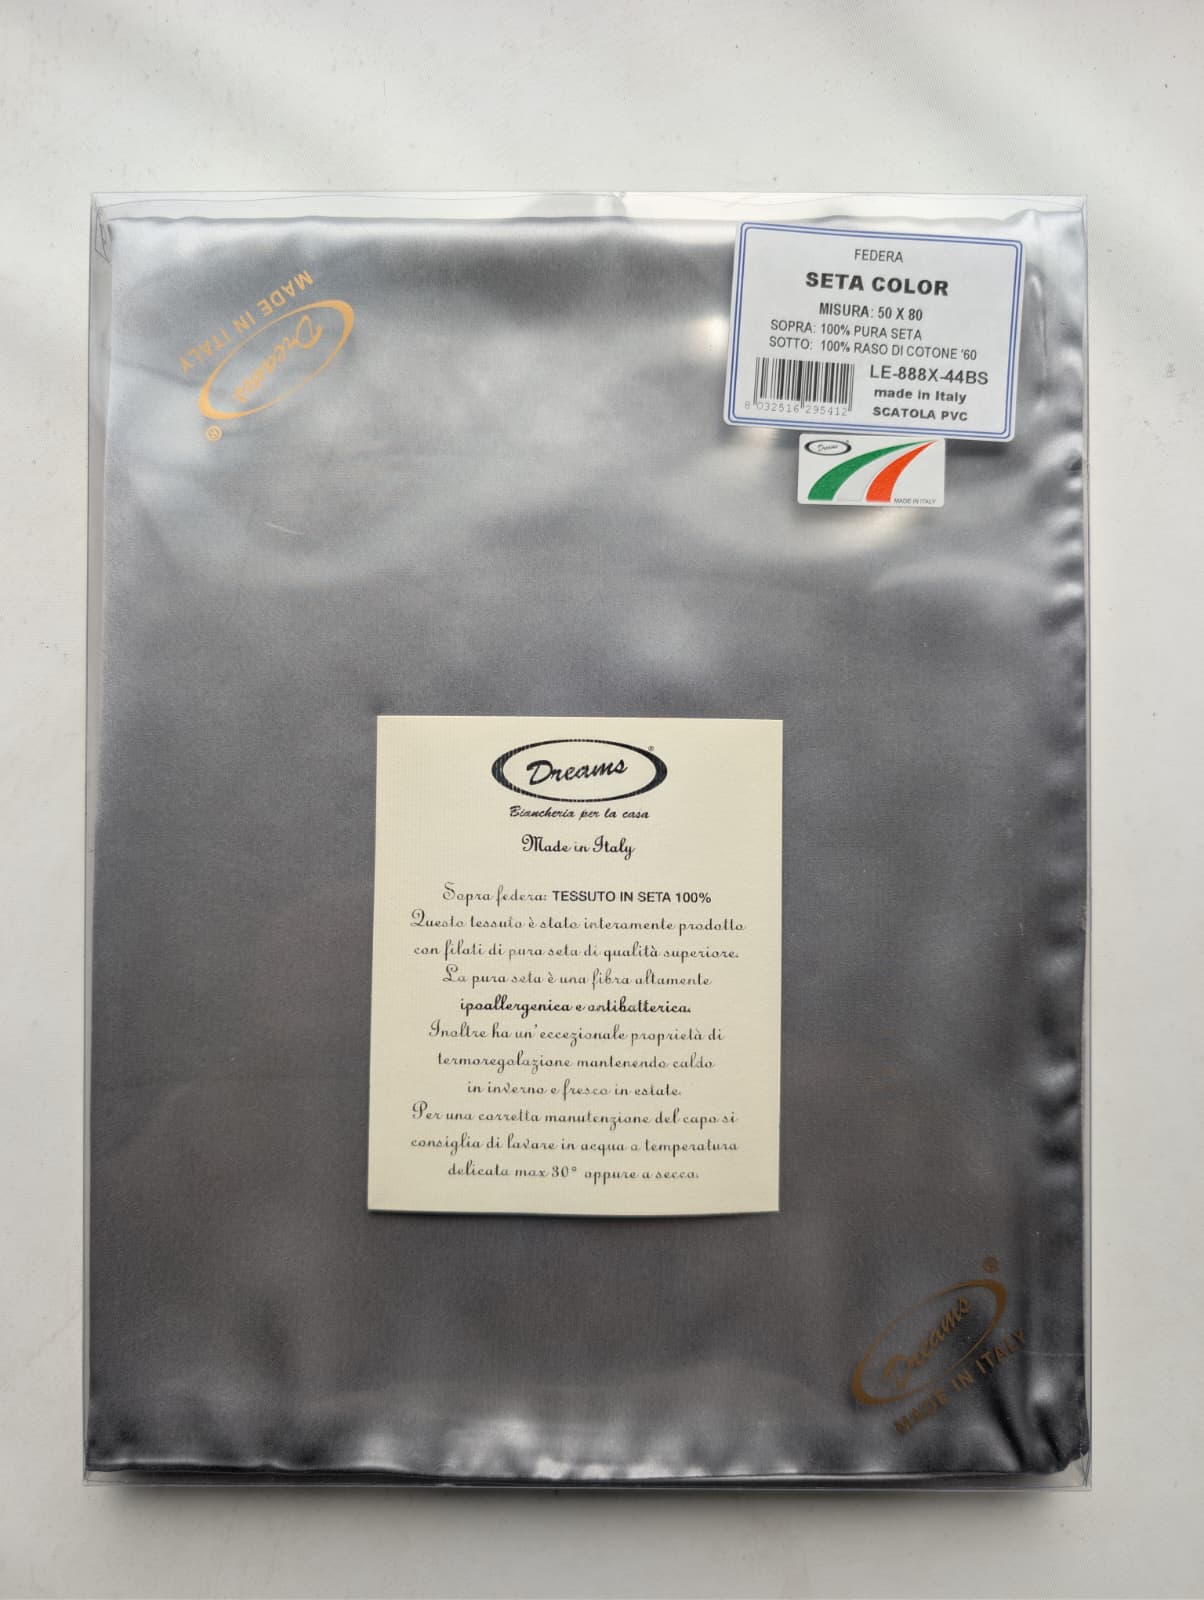 MADE IN ITALY
Dreams
®
FEDERA
SETA COLOR
MISURA: 50 X 80
SOPRA: 100% PURA SETA
SOTTO: 100% RASO DI COTONE '60
LE-888X-44BS
made in Italy
SCATOLA PVC
8 032516 295412
Dreams
®
MADE IN ITALY
Dreams
®
Biancheria per la casa
Made in Italy
Sopra federa: TESSUTO IN SETA 100%
Questo tessuto è stato interamente prodotto
con filati di pura seta di qualità superiore.
La pura seta è una fibra altamente
ipoallergenica e antibatterica.
Inoltre ha un'eccezionale proprietà di
termoregolazione mantenendo caldo
in inverno e fresco in estate.
Per una corretta manutenzione del capo si
consiglia di lavare in acqua a temperatura
delicata max 30° oppure a secco.
®
Dreams
MADE IN ITALY